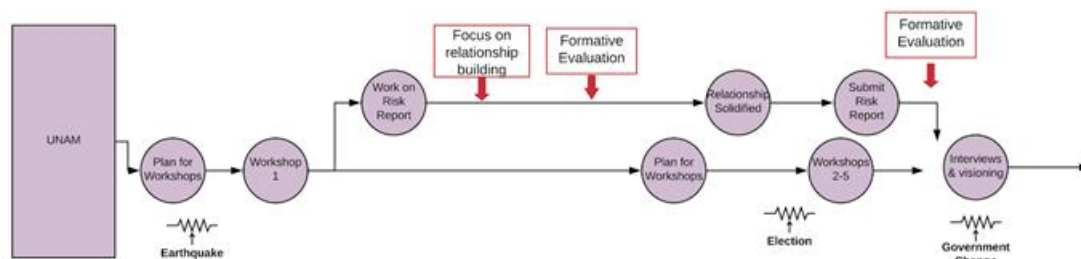 Focus on
relationship
building
Formative
Evaluation
Formative
Evaluation
Work on
Risk
Report
Relationship
Solidified
Submit
Risk
Report
UNAM
Plan for
Workshops
Workshop
1
Plan for
Workshops
Workshops
2-5
Interviews
& visioning
Earthquake
Election
Government
Change